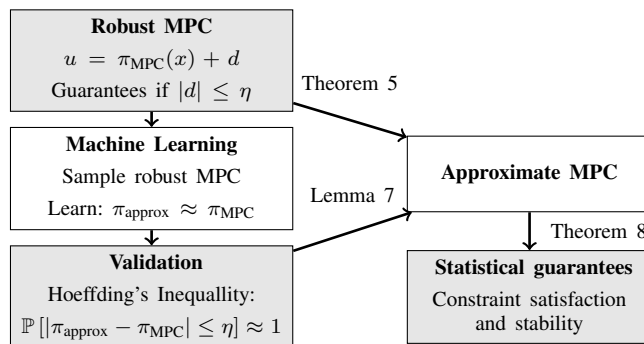 Robust MPC
u = π_MPC(x) + d
Guarantees if |d| ≤ η
Theorem 5
Machine Learning
Sample robust MPC
Learn: π_approx ≈ π_MPC
Approximate MPC
Lemma 7
Theorem 8
Validation
Hoeffding's Inequallity:
ℙ [|π_approx − π_MPC| ≤ η] ≈ 1
Statistical guarantees
Constraint satisfaction
and stability